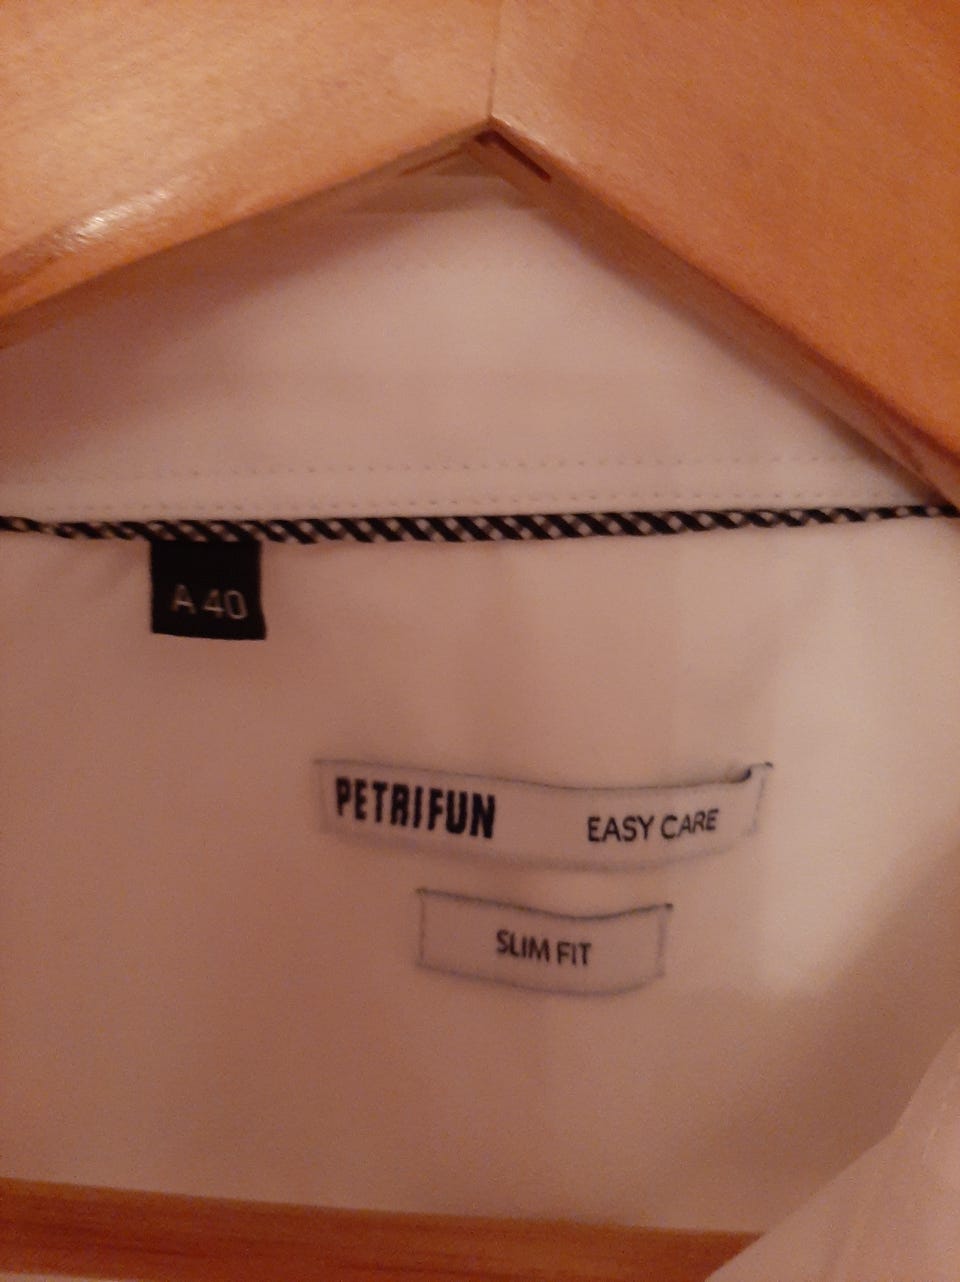 A 40
PETRIFUN EASY CARE
SLIM FIT